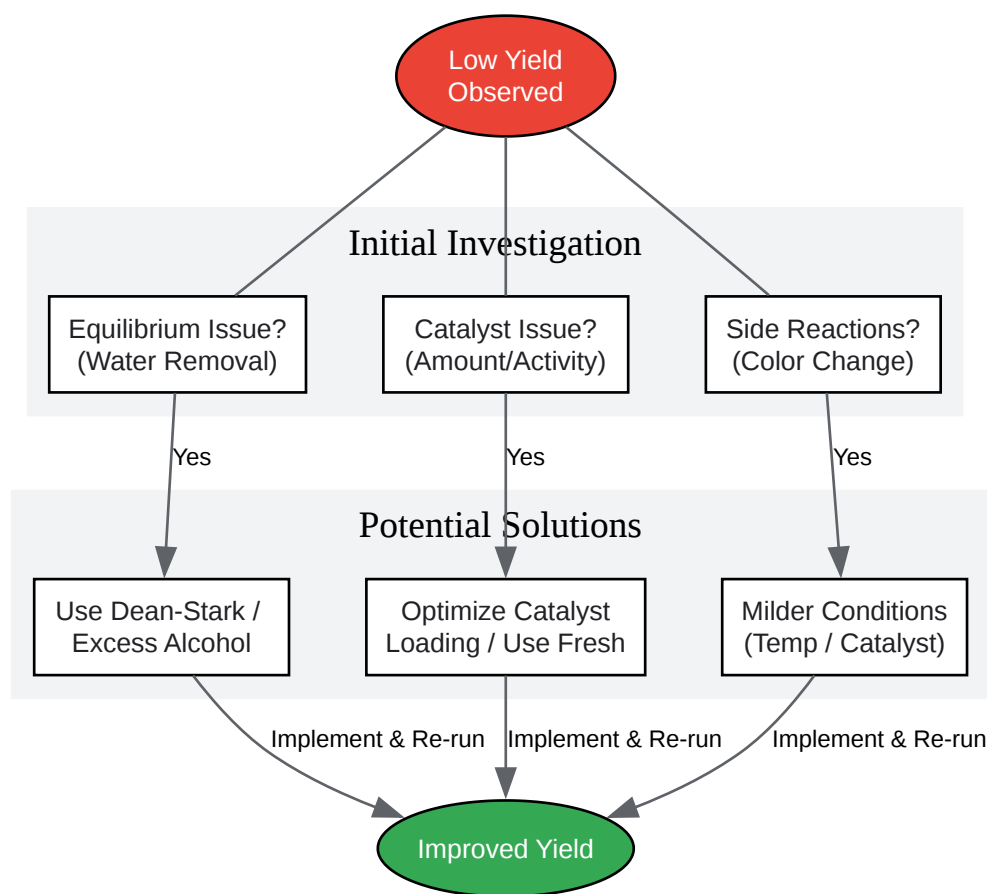 Low Yield
Observed
Initial Investigation
Equilibrium Issue?
(Water Removal)
Catalyst Issue?
(Amount/Activity)
Side Reactions?
(Color Change)
Yes
Yes
Yes
Potential Solutions
Use Dean-Stark /
Excess Alcohol
Optimize Catalyst
Loading / Use Fresh
Milder Conditions
(Temp / Catalyst)
Implement & Re-run
Implement & Re-run
Implement & Re-run
Improved Yield